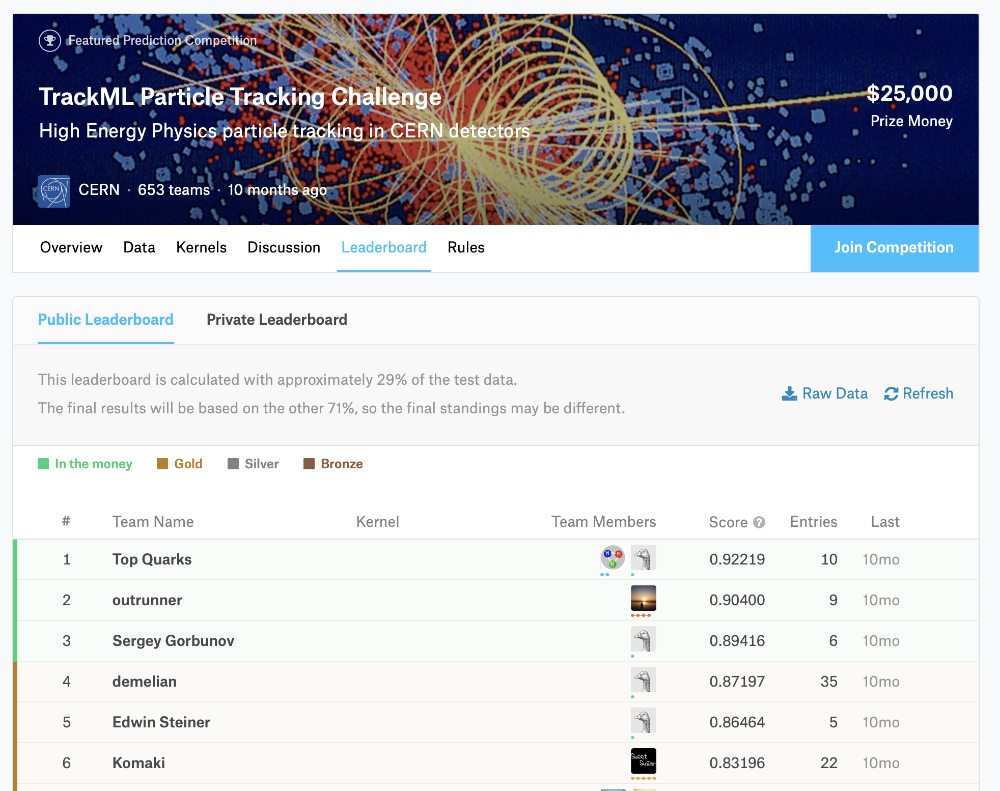 Featured Prediction Competition
TrackML Particle Tracking Challenge
High Energy Physics particle tracking in CERN detectors
$25,000
Prize Money
CERN
CERN · 653 teams · 10 months ago
Overview Data Kernels Discussion Leaderboard Rules Join Competition
Public Leaderboard Private Leaderboard
This leaderboard is calculated with approximately 29% of the test data.
The final results will be based on the other 71%, so the final standings may be different.
Raw Data Refresh
In the money Gold Silver Bronze
# Team Name Kernel Team Members Score ? Entries Last
1 Top Quarks 0.92219 10 10mo
2 outrunner 0.90400 9 10mo
3 Sergey Gorbunov 0.89416 6 10mo
4 demelian 0.87197 35 10mo
5 Edwin Steiner 0.86464 5 10mo
6 Komaki Sweet Sugar 0.83196 22 10mo